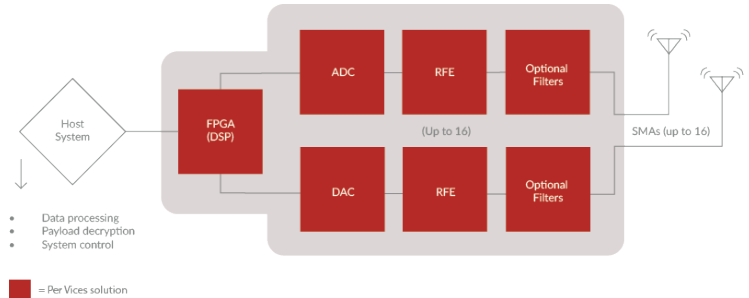 ADC
RFE
Optional
Filters
Host
System
FPGA
(DSP)
(Up to 16)
SMAs (up to 16)
DAC
RFE
Optional
Filters
Data processing
Payload decryption
System control
= Per Vices solution